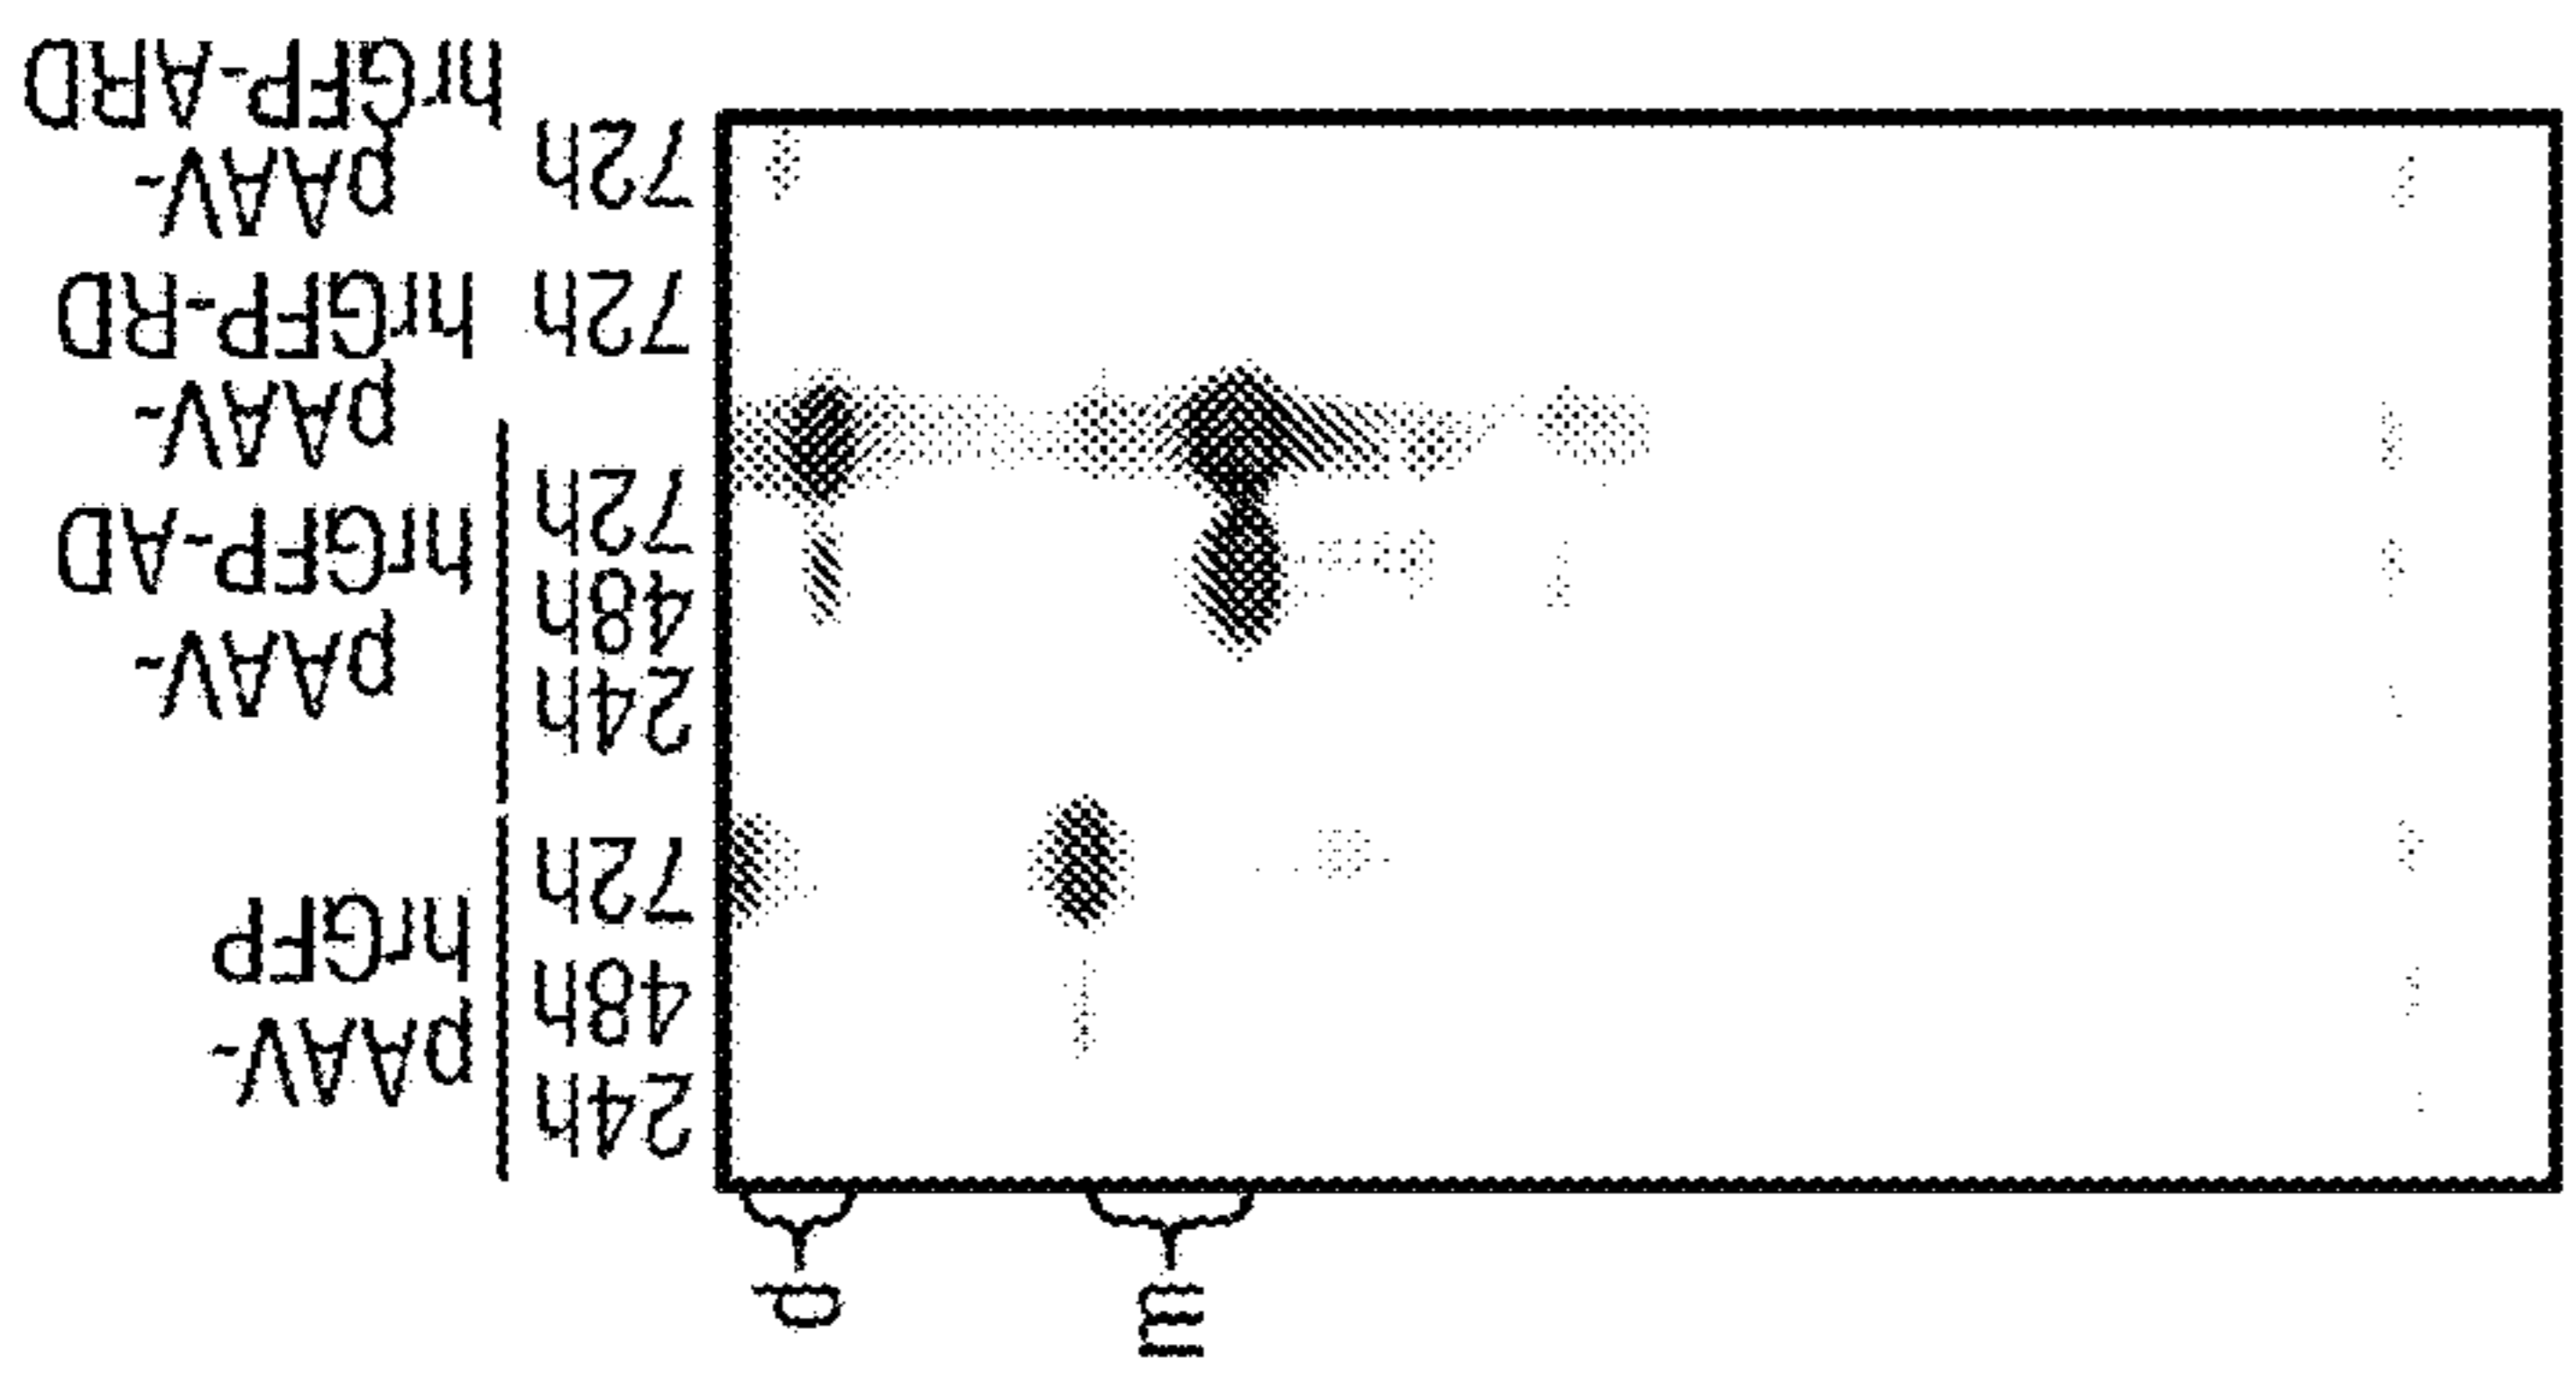 pAAV-
hrGFP
24h
48h
72h
pAAV-
hrGFP-AD
24h
48h
72h
pAAV-
hrGFP-RD
72h
pAAV-
hrGFP-ARD
72h
d
m